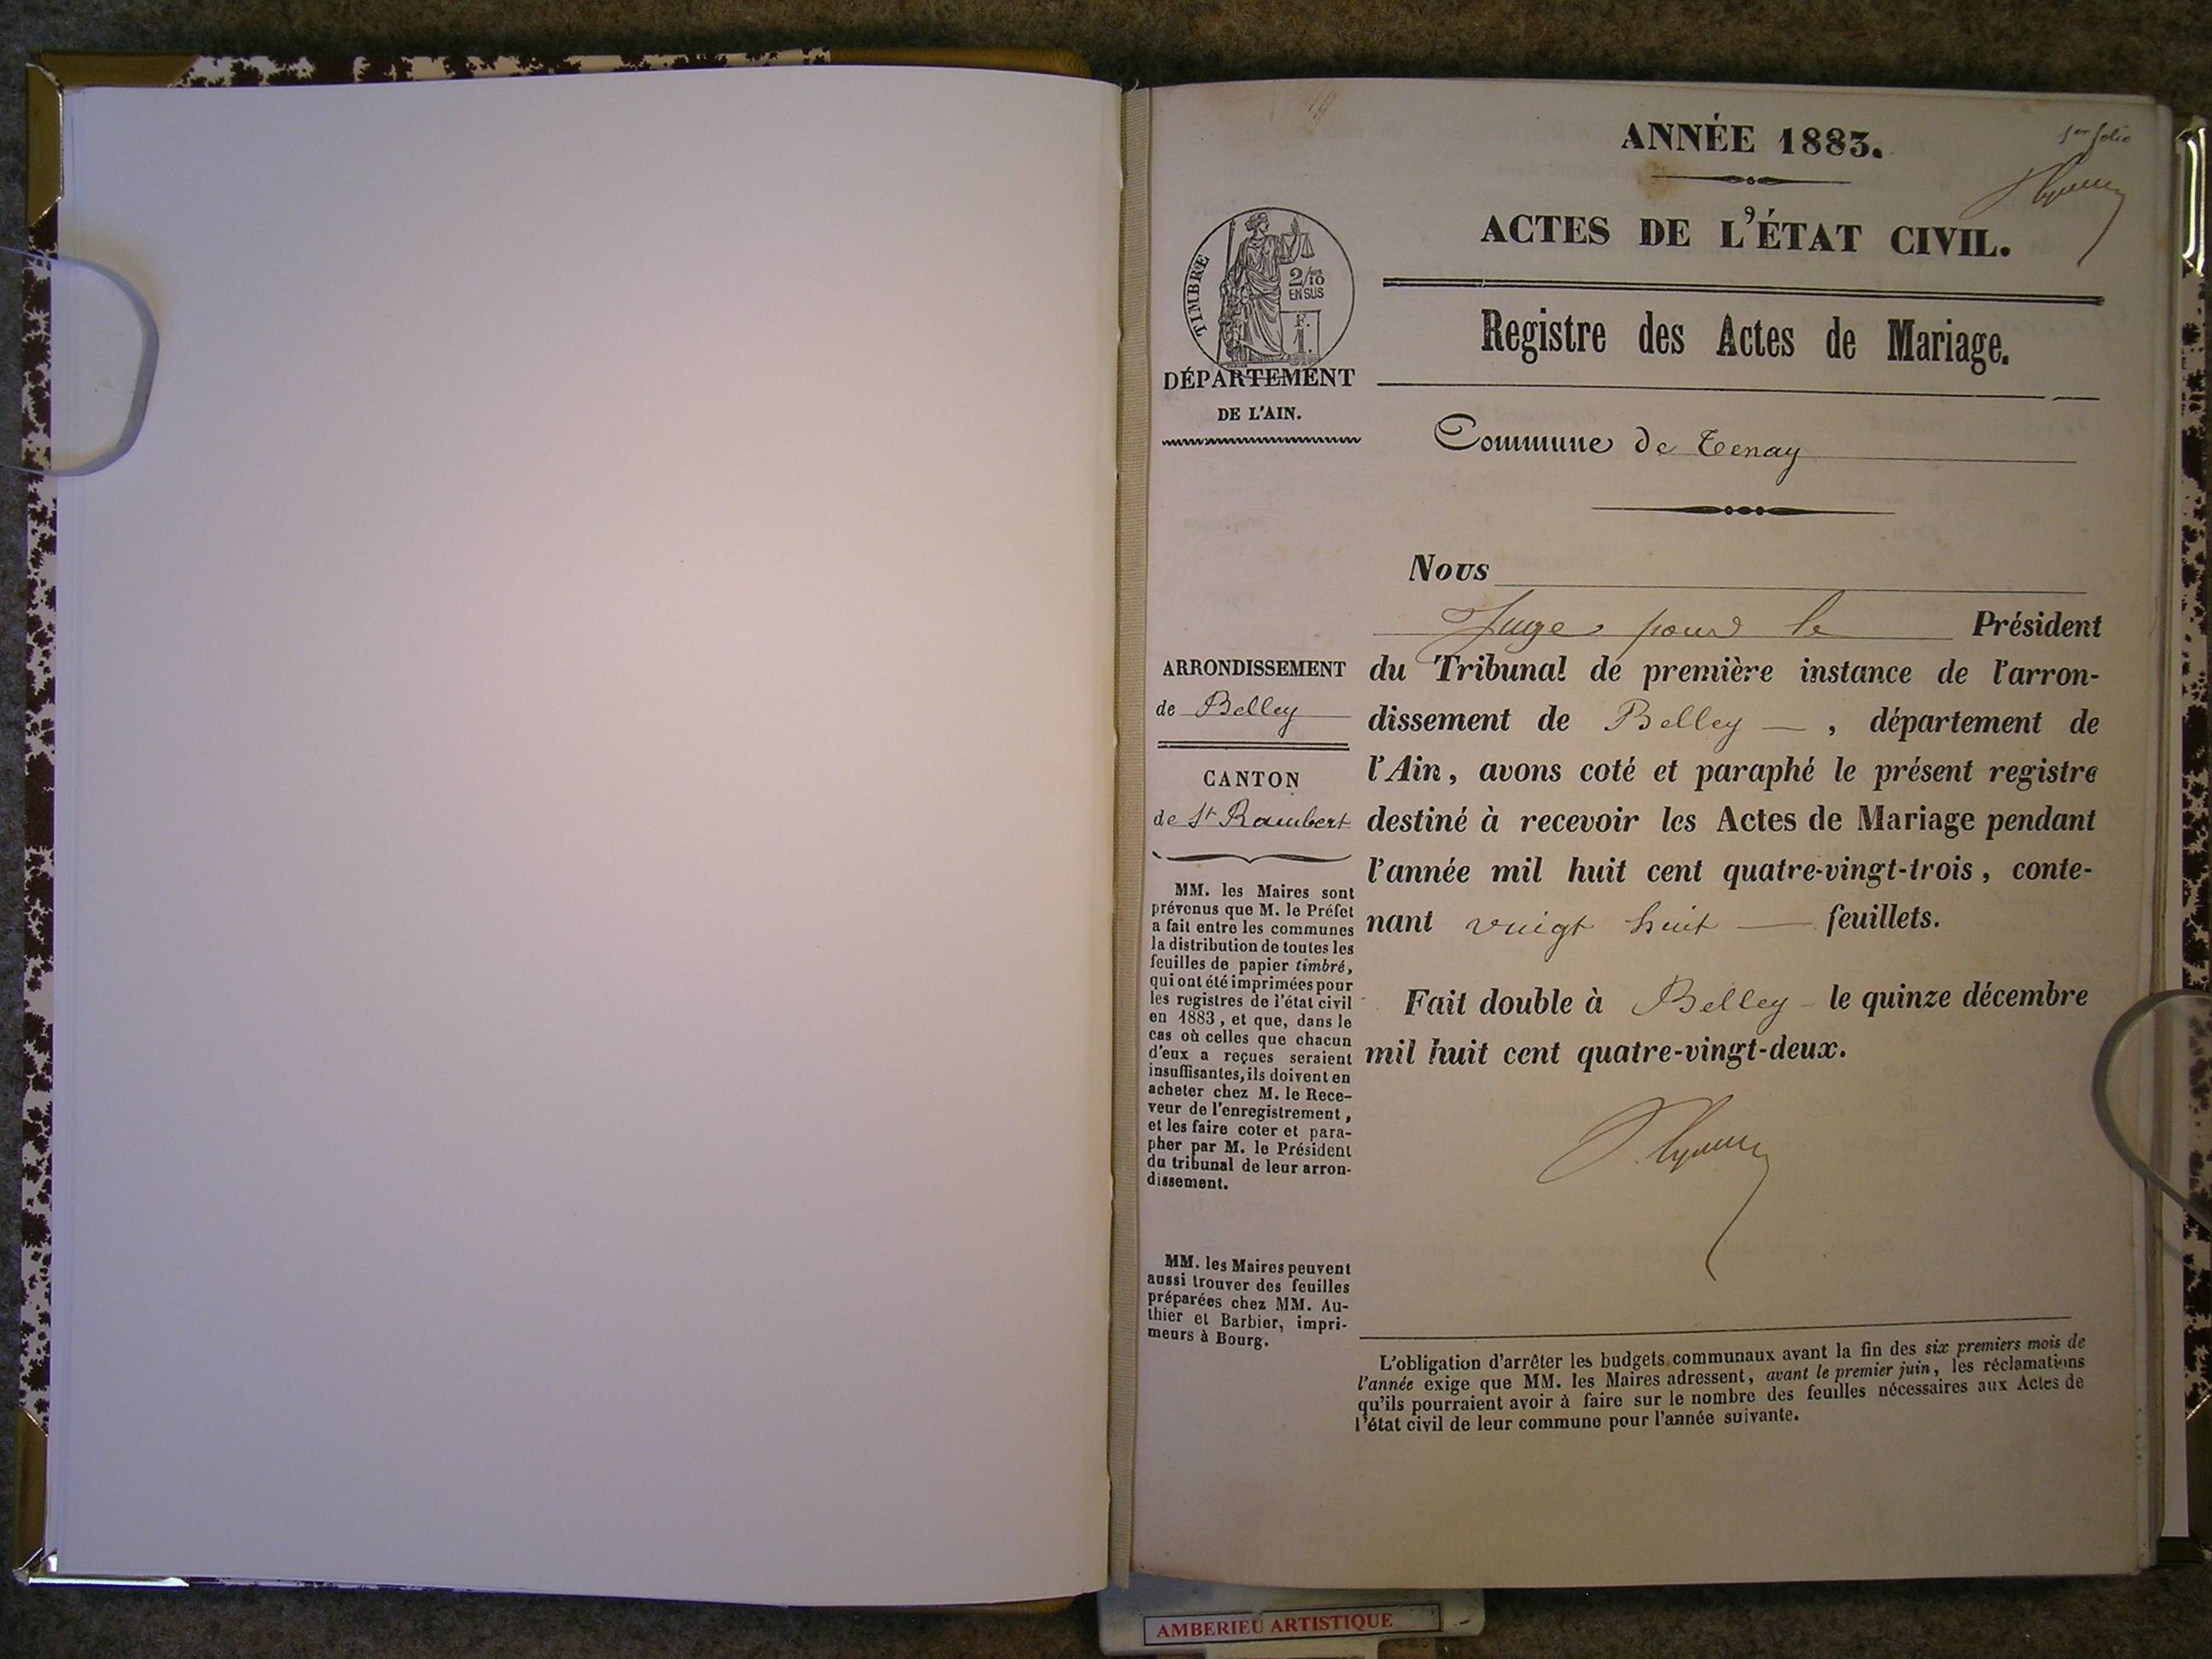 1er folio
ANNÉE 1883.
ACTES DE L'ÉTAT CIVIL.
Registre des Actes de Mariage.
TIMBRE
2/10
EN SUS
F.
1.
DÉPARTEMENT
DE L'AIN.
Commune de Tenay
Nous
Juge pour le Président
du Tribunal de première instance de l'arron-
dissement de Belley — , département de
l'Ain, avons coté et paraphé le présent registre
destiné à recevoir les Actes de Mariage pendant
l'année mil huit cent quatre-vingt-trois, conte-
nant vingt huit — feuillets.
Fait double à Belley - le quinze décembre
mil huit cent quatre-vingt-deux.
ARRONDISSEMENT
de Belley
CANTON
de St Rambert
MM. les Maires sont
prévenus que M. le Préfet
a fait entre les communes
la distribution de toutes les
feuilles de papier timbré,
qui ont été imprimées pour
les registres de l'état civil
en 1883, et que, dans le
cas où celles que chacun
d'eux a reçues seraient
insuffisantes, ils doivent en
acheter chez M. le Rece-
veur de l'enregistrement,
et les faire coter et para-
pher par M. le Président
du tribunal de leur arron-
dissement.
MM. les Maires peuvent
aussi trouver des feuilles
préparées chez MM. Au-
thier et Barbier, impri-
meurs à Bourg.
L'obligation d'arrêter les budgets communaux avant la fin des six premiers mois de
l'année exige que MM. les Maires adressent, avant le premier juin, les réclamations
qu'ils pourraient avoir à faire sur le nombre des feuilles nécessaires aux Actes de
l'état civil de leur commune pour l'année suivante.
AMBERIEU ARTISTIQUE